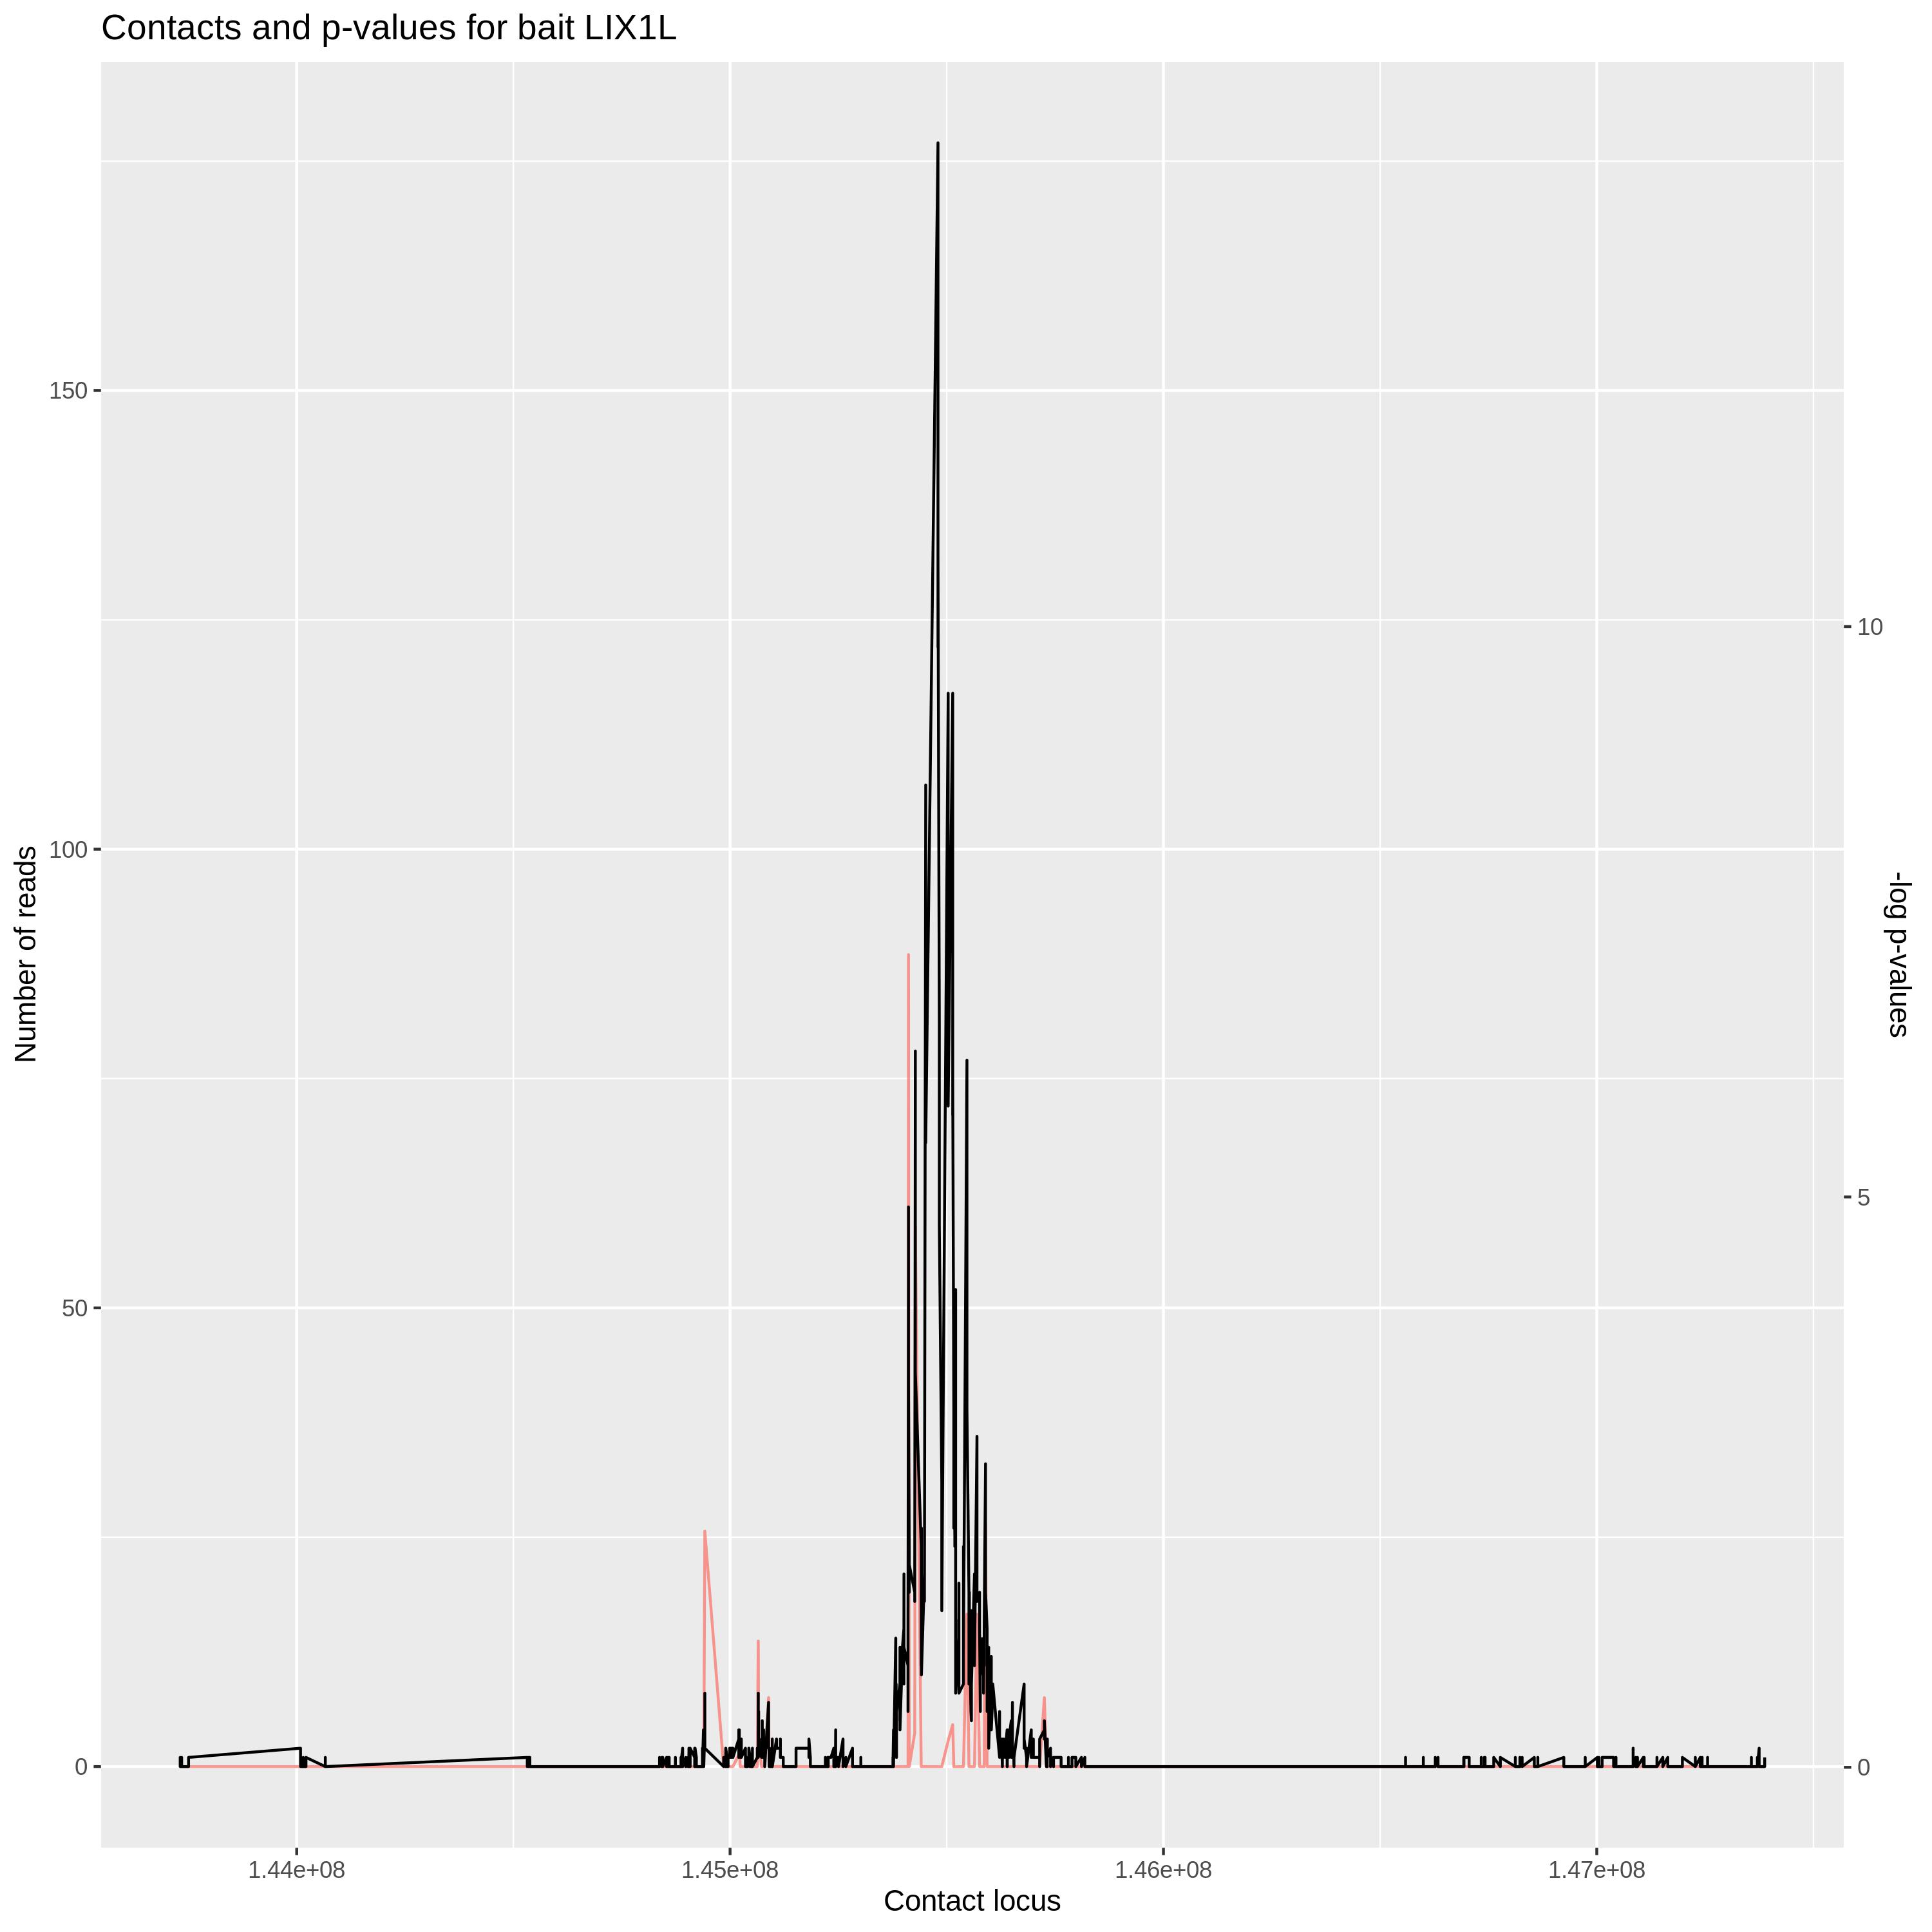 Contacts and p-values for bait LIX1L
Number of reads
150
100
50
0
10
5
0
-log p-values
1.44e+08
1.45e+08
1.46e+08
1.47e+08
Contact locus